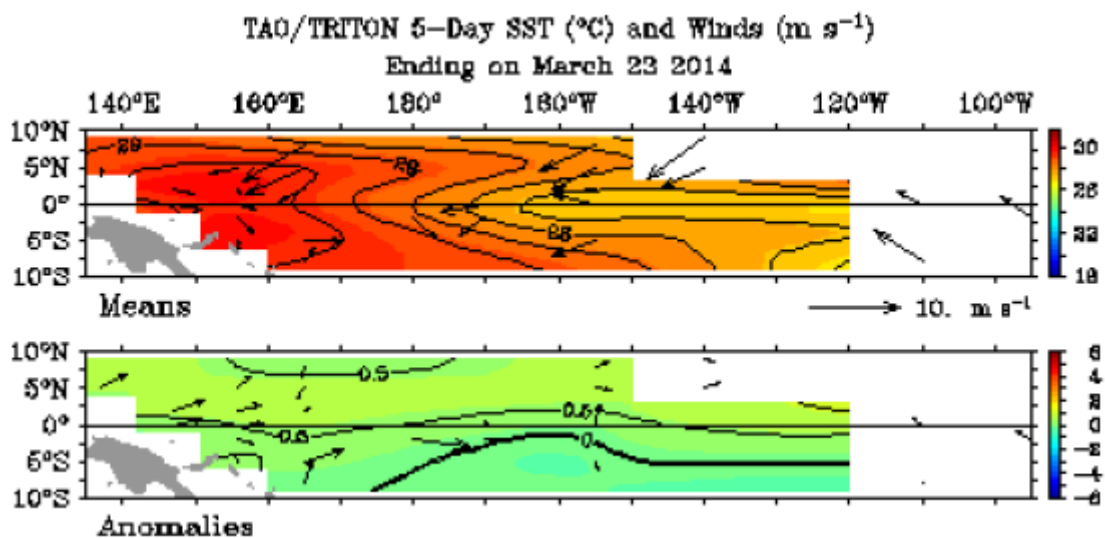 TAO/TRITON 5-Day SST (°C) and Winds (m s⁻¹)
Ending on March 23 2014
140°E 160°E 180° 160°W 140°W 120°W 100°W
10°N
5°N
0°
5°S
10°S
29
29
28
30
26
22
18
Means
10. m s⁻¹
10°N
5°N
0°
5°S
10°S
0.5
0.5
0.5
0
6
4
2
0
-2
-4
-6
Anomalies